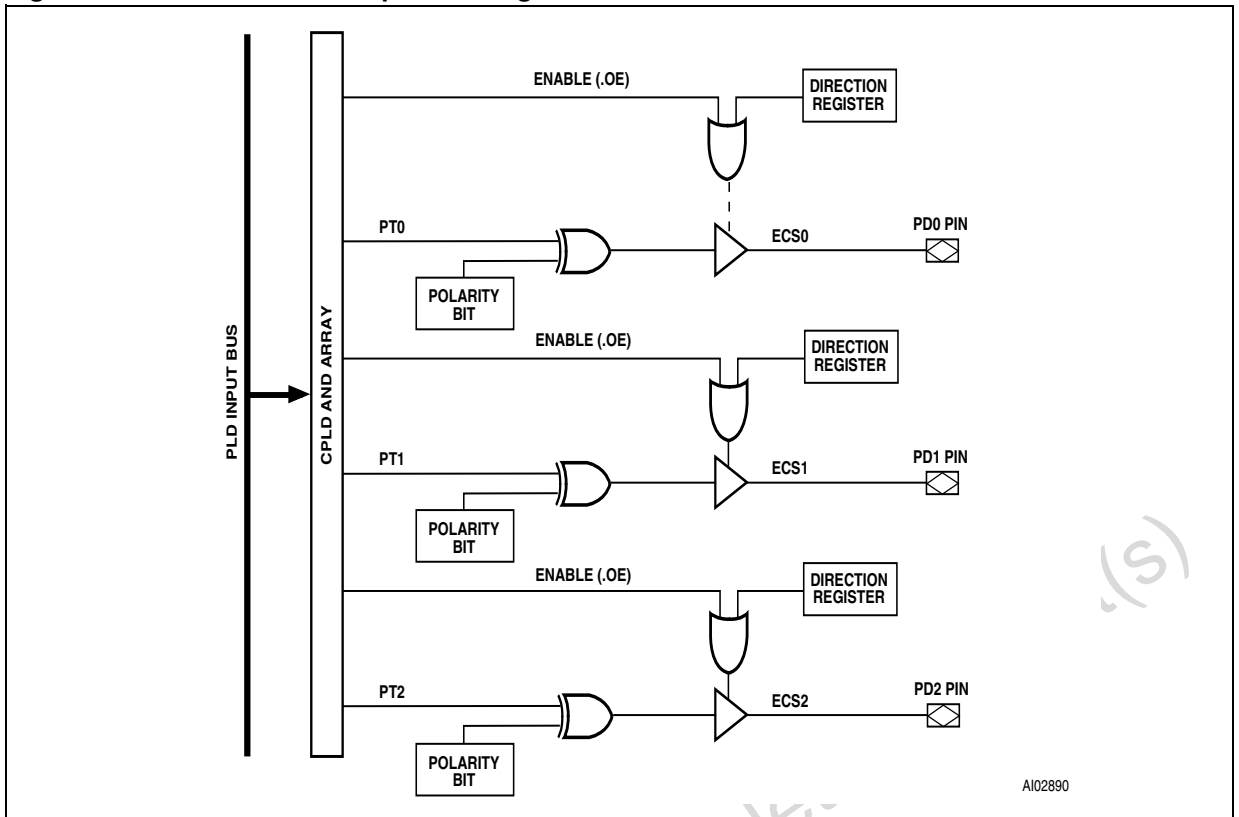 ENABLE (.OE)
DIRECTION
REGISTER
PT0
ECS0
PD0 PIN
POLARITY
BIT
PLD INPUT BUS
CPLD AND ARRAY
ENABLE (.OE)
DIRECTION
REGISTER
PT1
ECS1
PD1 PIN
POLARITY
BIT
ENABLE (.OE)
DIRECTION
REGISTER
PT2
ECS2
PD2 PIN
POLARITY
BIT
AI02890
(s)